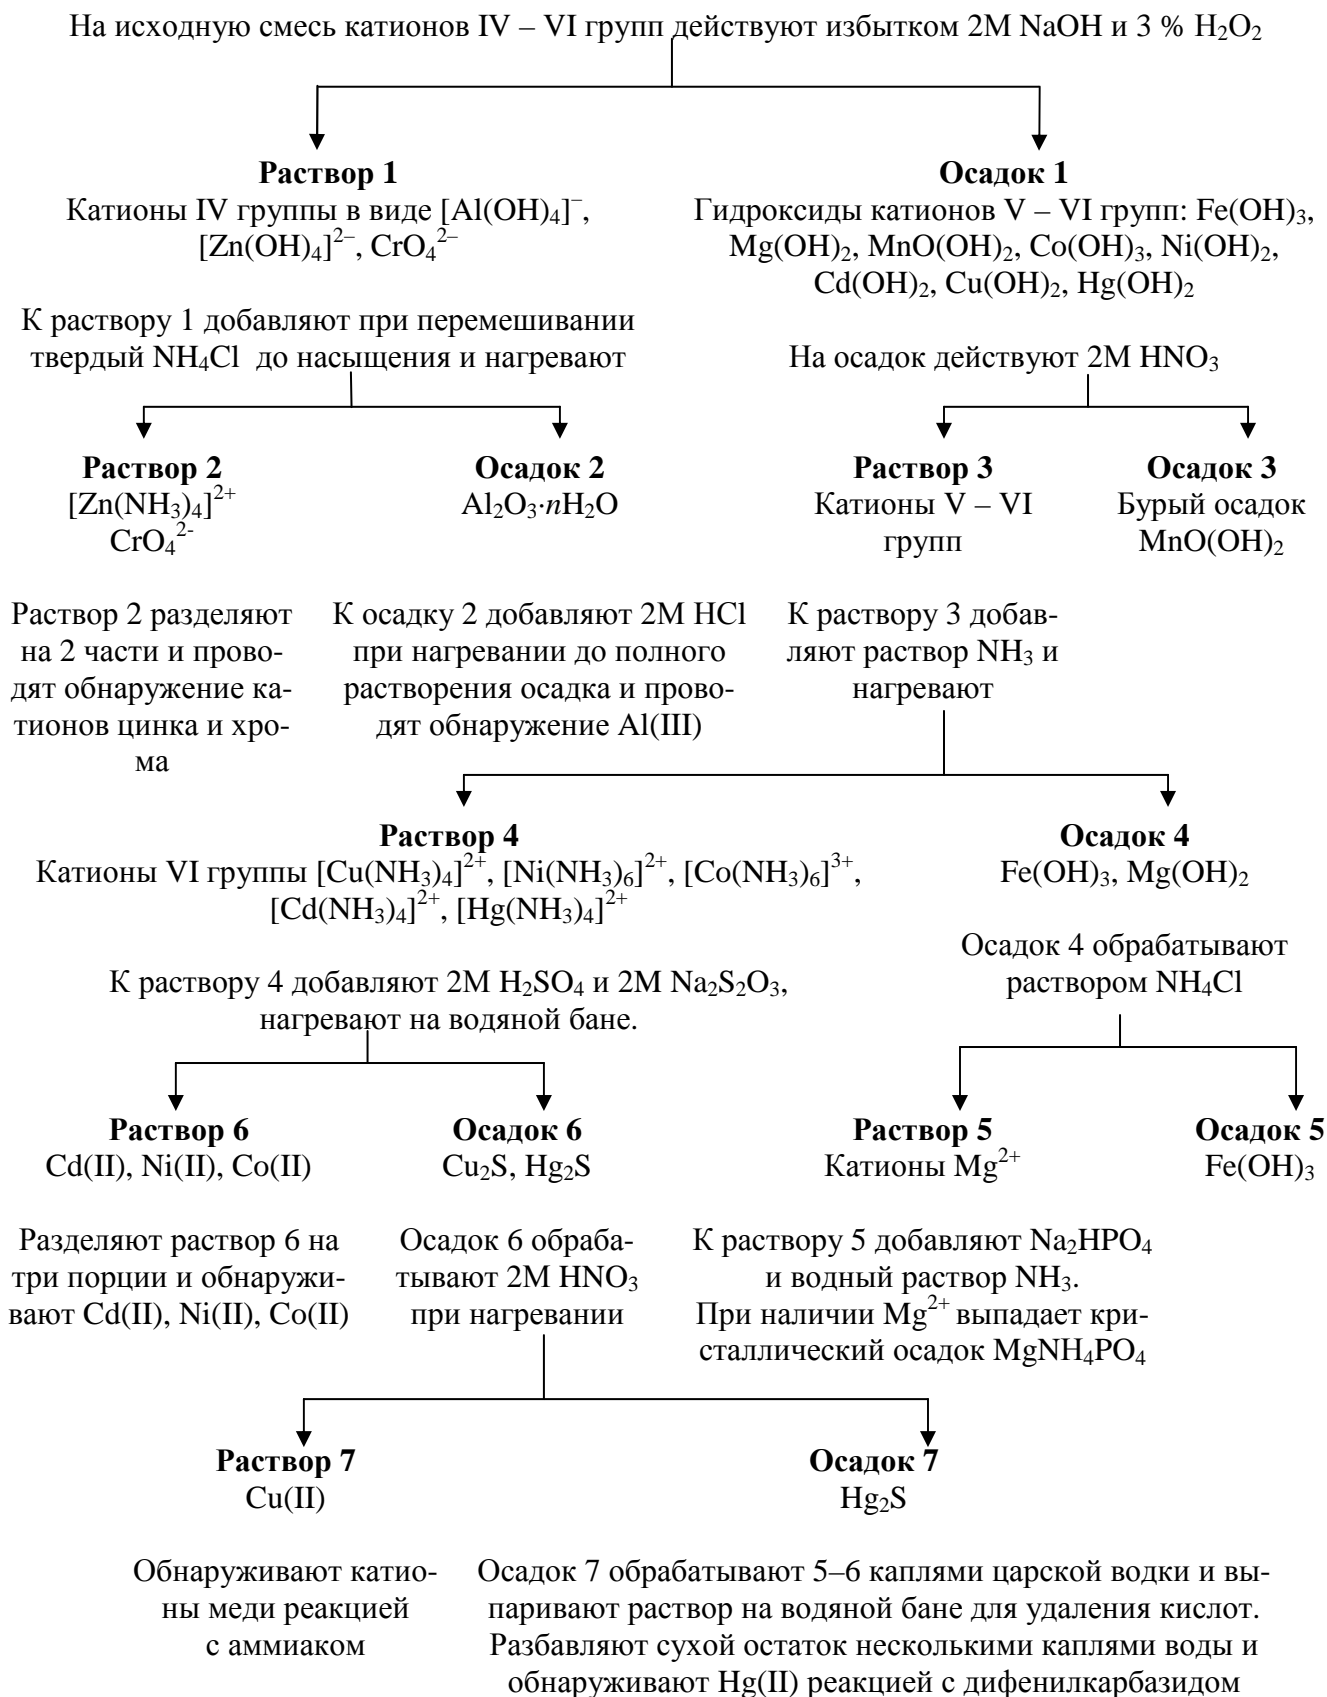 На исходную смесь катионов IV – VI групп действуют избытком 2М NaOH и 3 % H₂O₂
Раствор 1
Катионы IV группы в виде [Al(OH)₄]⁻,
[Zn(OH)₄]²⁻, CrO₄²⁻
Осадок 1
Гидроксиды катионов V – VI групп: Fe(OH)₃,
Mg(OH)₂, MnO(OH)₂, Co(OH)₃, Ni(OH)₂,
Cd(OH)₂, Cu(OH)₂, Hg(OH)₂
К раствору 1 добавляют при перемешивании
твердый NH₄Cl до насыщения и нагревают
На осадок действуют 2М HNO₃
Раствор 2
[Zn(NH₃)₄]²⁺
CrO₄²⁻
Осадок 2
Al₂O₃·nH₂O
Раствор 3
Катионы V – VI
групп
Осадок 3
Бурый осадок
MnO(OH)₂
Раствор 2 разделяют
на 2 части и прово-
дят обнаружение ка-
тионов цинка и хро-
ма
К осадку 2 добавляют 2М HCl
при нагревании до полного
растворения осадка и прово-
дят обнаружение Al(III)
К раствору 3 добав-
ляют раствор NH₃ и
нагревают
Раствор 4
Катионы VI группы [Cu(NH₃)₄]²⁺, [Ni(NH₃)₆]²⁺, [Co(NH₃)₆]³⁺,
[Cd(NH₃)₄]²⁺, [Hg(NH₃)₄]²⁺
Осадок 4
Fe(OH)₃, Mg(OH)₂
К раствору 4 добавляют 2М H₂SO₄ и 2М Na₂S₂O₃,
нагревают на водяной бане.
Осадок 4 обрабатывают
раствором NH₄Cl
Раствор 6
Cd(II), Ni(II), Co(II)
Осадок 6
Cu₂S, Hg₂S
Раствор 5
Катионы Mg²⁺
Осадок 5
Fe(OH)₃
Разделяют раствор 6 на
три порции и обнаружи-
вают Cd(II), Ni(II), Co(II)
Осадок 6 обраба-
тывают 2М HNO₃
при нагревании
К раствору 5 добавляют Na₂HPO₄
и водный раствор NH₃.
При наличии Mg²⁺ выпадает кри-
сталлический осадок MgNH₄PO₄
Раствор 7
Cu(II)
Осадок 7
Hg₂S
Обнаруживают катио-
ны меди реакцией
с аммиаком
Осадок 7 обрабатывают 5–6 каплями царской водки и вы-
паривают раствор на водяной бане для удаления кислот.
Разбавляют сухой остаток несколькими каплями воды и
обнаруживают Hg(II) реакцией с дифенилкарбазидом